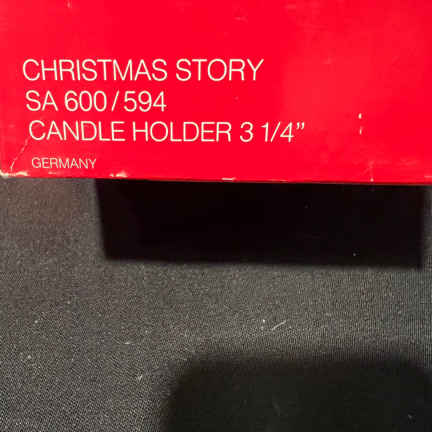 CHRISTMAS STORY
SA 600/594
CANDLE HOLDER 3 1/4”
GERMANY